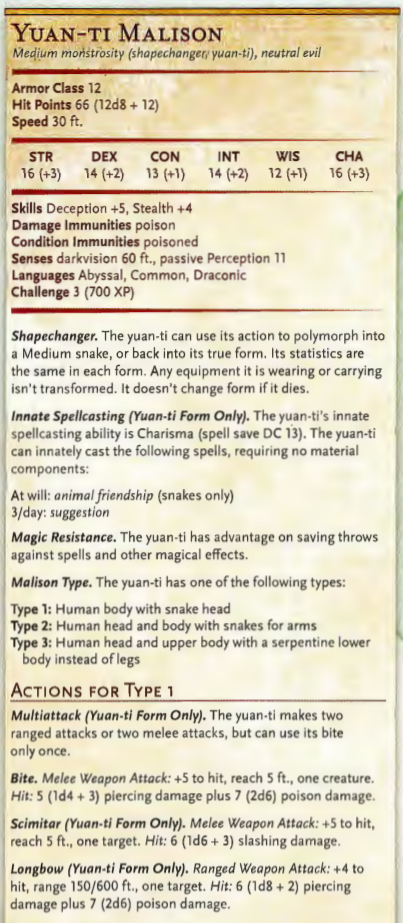 YUAN-TI MALISON
Medium monstrosity (shapechanger, yuan-ti), neutral evil
Armor Class 12
Hit Points 66 (12d8 + 12)
Speed 30 ft.
STR DEX CON INT WIS CHA
16 (+3) 14 (+2) 13 (+1) 14 (+2) 12 (+1) 16 (+3)
Skills Deception +5, Stealth +4
Damage Immunities poison
Condition Immunities poisoned
Senses darkvision 60 ft., passive Perception 11
Languages Abyssal, Common, Draconic
Challenge 3 (700 XP)
Shapechanger. The yuan-ti can use its action to polymorph into
a Medium snake, or back into its true form. Its statistics are
the same in each form. Any equipment it is wearing or carrying
isn't transformed. It doesn't change form if it dies.
Innate Spellcasting (Yuan-ti Form Only). The yuan-ti's innate
spellcasting ability is Charisma (spell save DC 13). The yuan-ti
can innately cast the following spells, requiring no material
components:
At will: animal friendship (snakes only)
3/day: suggestion
Magic Resistance. The yuan-ti has advantage on saving throws
against spells and other magical effects.
Malison Type. The yuan-ti has one of the following types:
Type 1: Human body with snake head
Type 2: Human head and body with snakes for arms
Type 3: Human head and upper body with a serpentine lower
body instead of legs
ACTIONS FOR TYPE 1
Multiattack (Yuan-ti Form Only). The yuan-ti makes two
ranged attacks or two melee attacks, but can use its bite
only once.
Bite. Melee Weapon Attack: +5 to hit, reach 5 ft., one creature.
Hit: 5 (1d4 + 3) piercing damage plus 7 (2d6) poison damage.
Scimitar (Yuan-ti Form Only). Melee Weapon Attack: +5 to hit,
reach 5 ft., one target. Hit: 6 (1d6 + 3) slashing damage.
Longbow (Yuan-ti Form Only). Ranged Weapon Attack: +4 to
hit, range 150/600 ft., one target. Hit: 6 (1d8 + 2) piercing
damage plus 7 (2d6) poison damage.